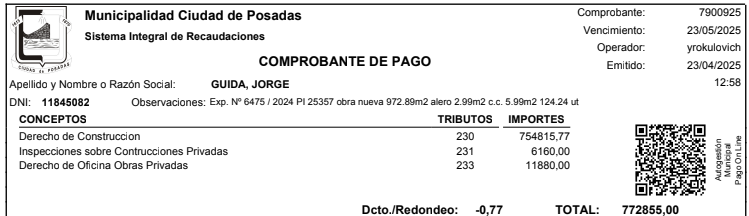 Municipalidad Ciudad de Posadas
Sistema Integral de Recaudaciones
Comprobante: 7900925
Vencimiento: 23/05/2025
Operador: yrokulovich
Emitido: 23/04/2025
12:58
COMPROBANTE DE PAGO
CIUDAD de POSADAS
Apellido y Nombre o Razón Social: GUIDA, JORGE
DNI: 11845082 Observaciones: Exp. Nº 6475 / 2024 PI 25357 obra nueva 972.89m2 alero 2.99m2 c.c. 5.99m2 124.24 ut
CONCEPTOS TRIBUTOS IMPORTES
Derecho de Construccion 230 754815,77
Inspecciones sobre Contrucciones Privadas 231 6160,00
Derecho de Oficina Obras Privadas 233 11880,00
Autogestión
Municipal
Pago On Line
Dcto./Redondeo: -0,77 TOTAL: 772855,00